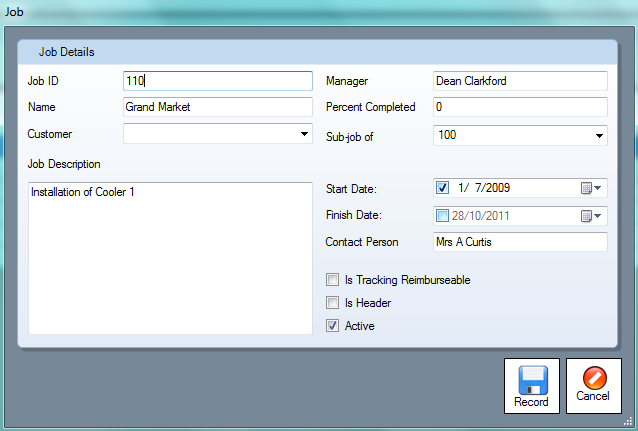 Job
Job Details
Job ID 110
Manager Dean Clarkford
Name Grand Market
Percent Completed 0
Customer
Sub-job of 100
Job Description
Installation of Cooler 1
Start Date: 1/ 7/2009
Finish Date: 28/10/2011
Contact Person Mrs A Curtis
Is Tracking Reimburseable
Is Header
Active
Record
Cancel